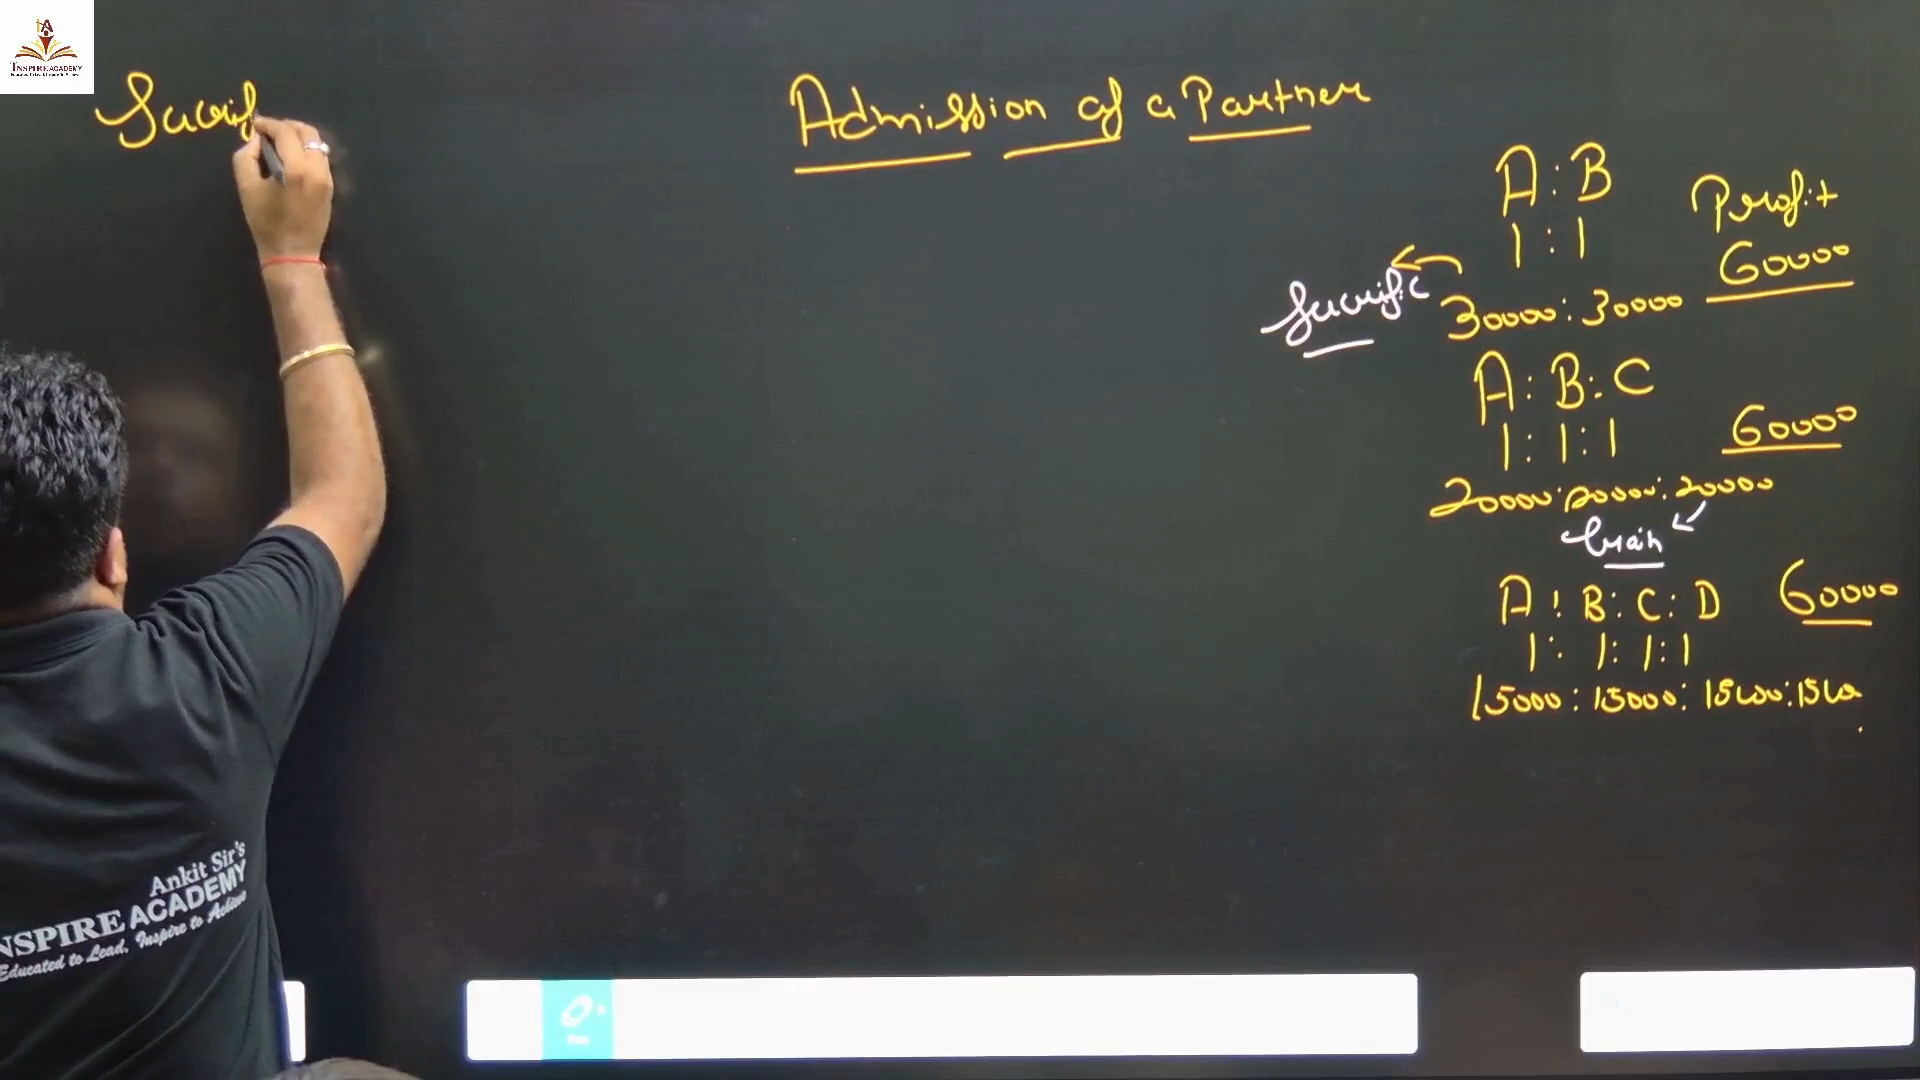 INSPIRE ACADEMY
Sacrif
Admission of a Partner
A : B
1 : 1
Profit
60000
Sacrific
30000 : 30000
A : B : C
1 : 1 : 1
60000
20000 : 20000 : 20000
Gain
A : B : C : D
60000
1 : 1 : 1 : 1
15000 : 15000 : 15000 : 15000
Ankit Sir's
NSPIRE ACADEMY
Educated to Lead, Inspire to Achieve